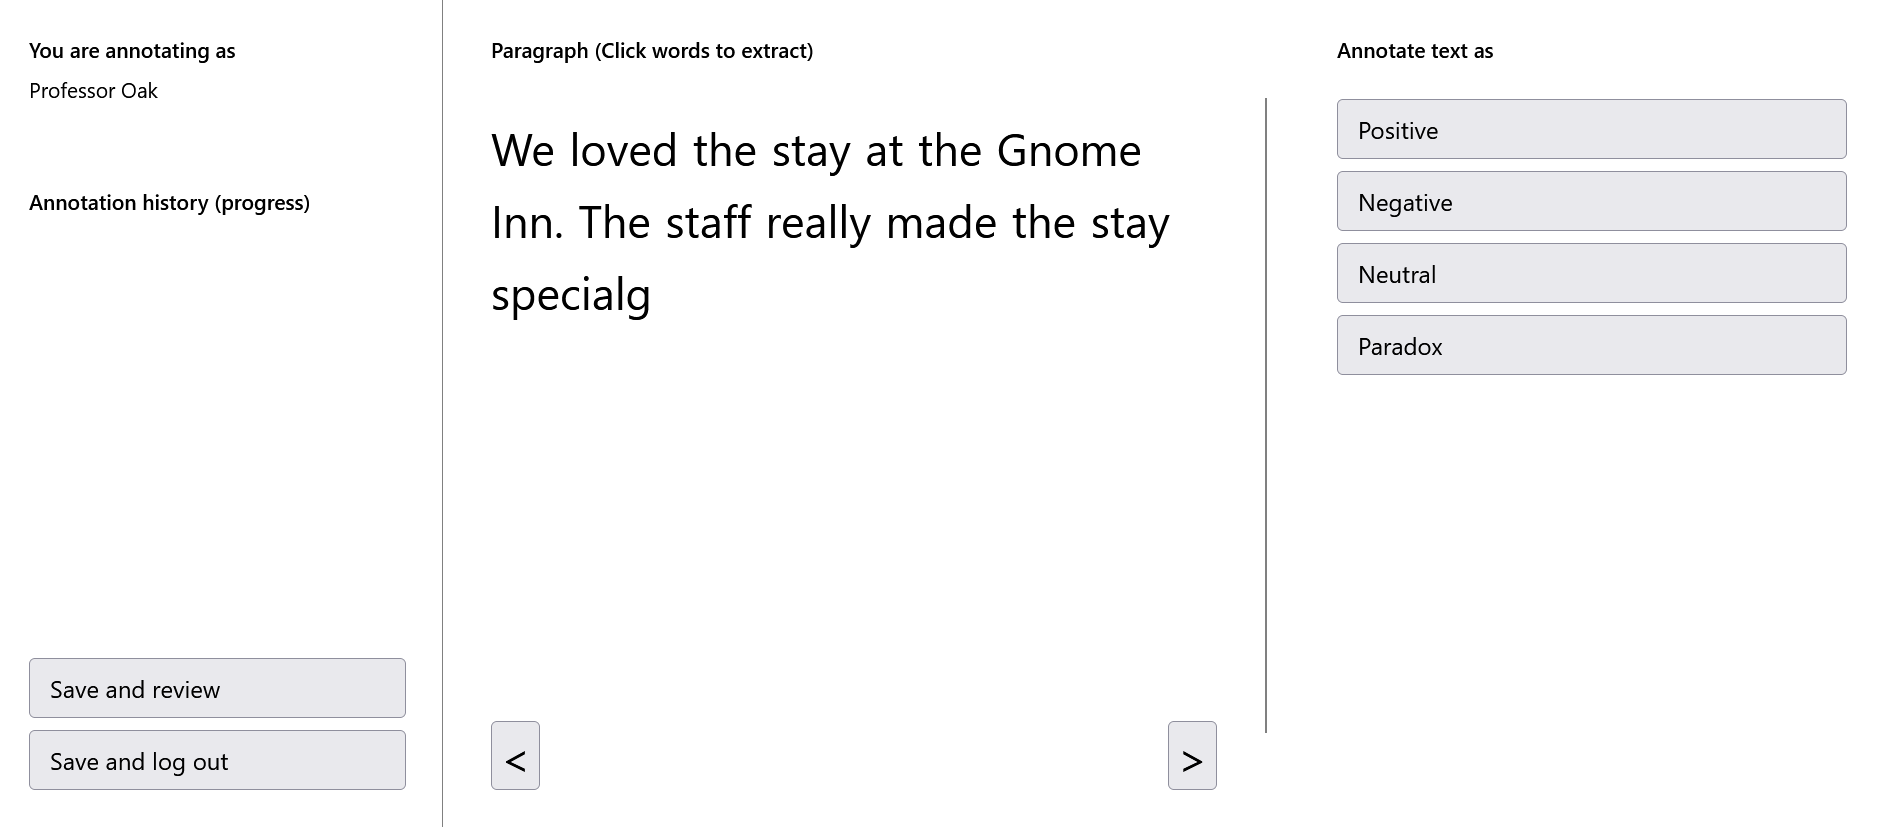 You are annotating as
Professor Oak
Annotation history (progress)
Save and review
Save and log out
Paragraph (Click words to extract)
We loved the stay at the Gnome
Inn. The staff really made the stay
specialg
<
>
Annotate text as
Positive
Negative
Neutral
Paradox